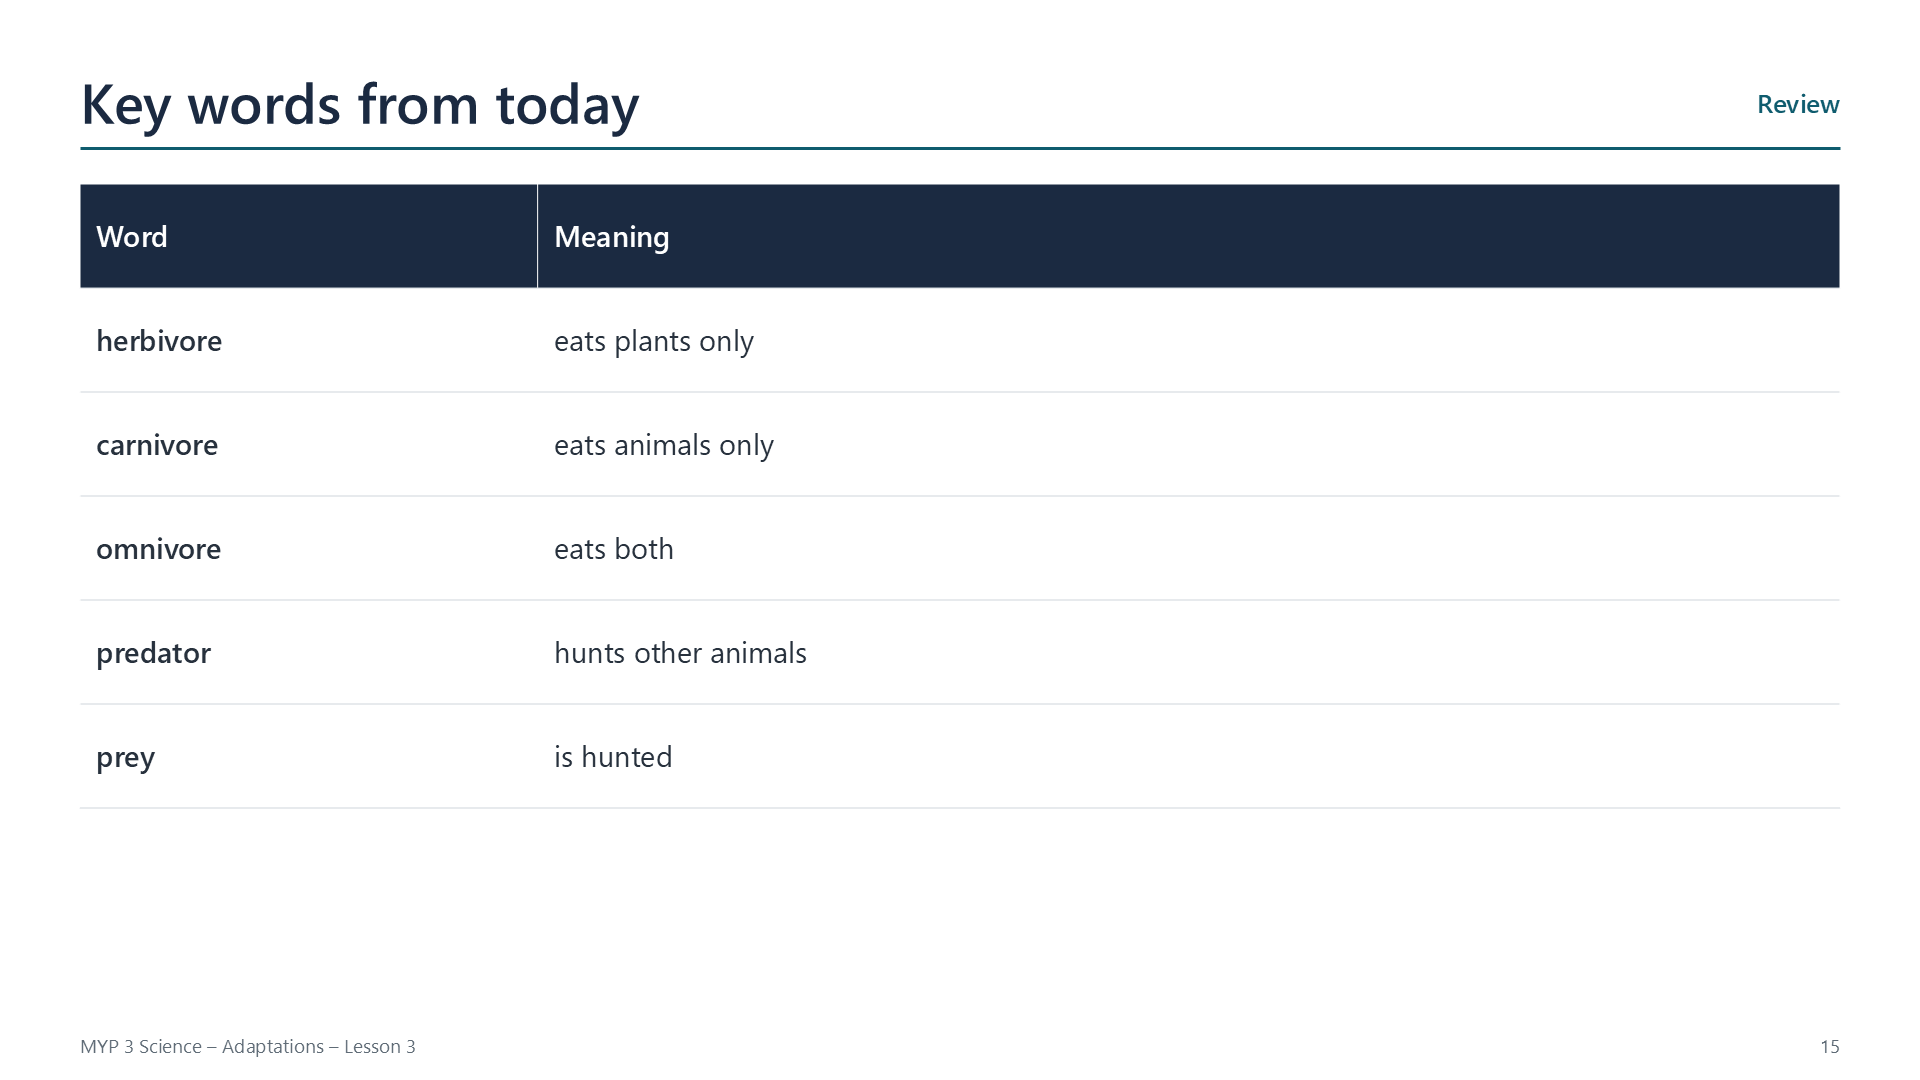 Key words from today
Review
Word Meaning
herbivore eats plants only
carnivore eats animals only
omnivore eats both
predator hunts other animals
prey is hunted
MYP 3 Science – Adaptations – Lesson 3
15